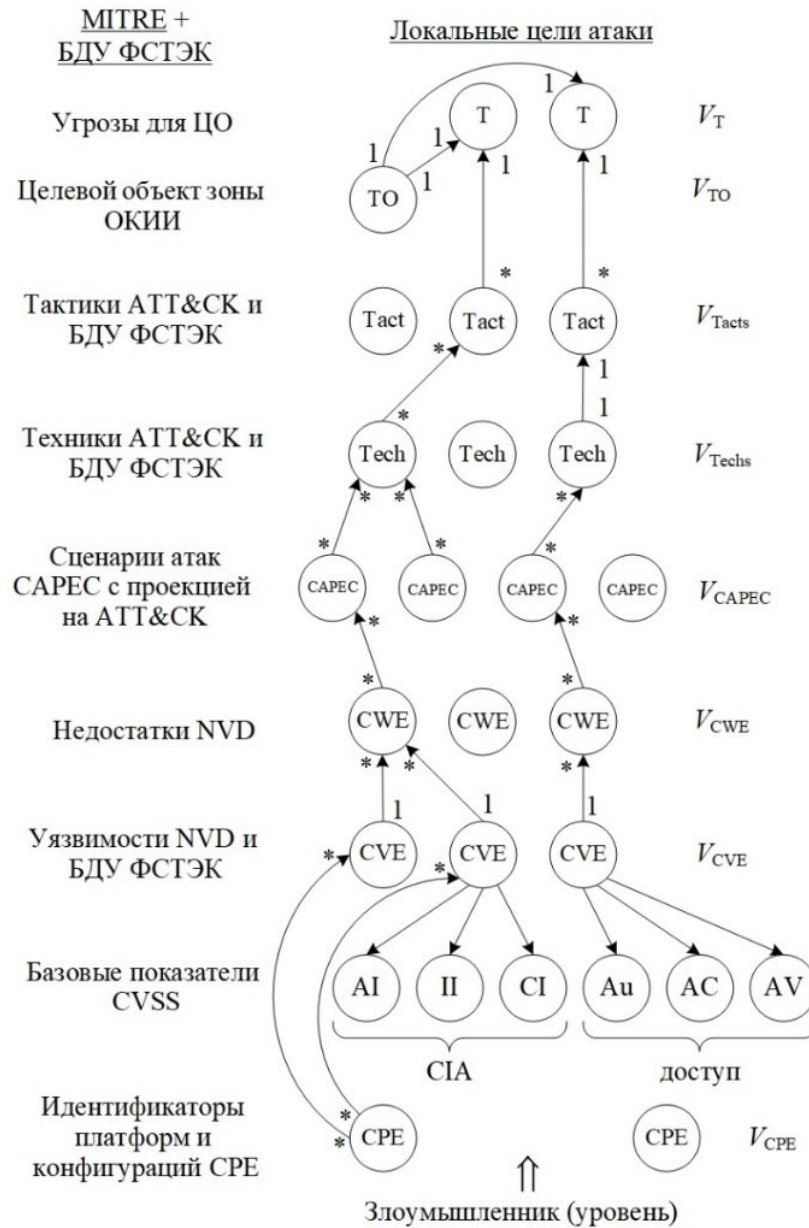 MITRE +
БДУ ФСТЭК
Локальные цели атаки
Угрозы для ЦО
1 T 1 T V_T
1 1
1 1
Целевой объект зоны
ОКИИ
TO V_TO
* *
Тактики ATT&CK и
БДУ ФСТЭК
Tact Tact Tact V_Tacts
* 1
* 1
Техники ATT&CK и
БДУ ФСТЭК
Tech Tech Tech V_Techs
* * *
* * *
Сценарии атак
CAPEC с проекцией
на ATT&CK
CAPEC CAPEC CAPEC CAPEC V_CAPEC
* *
* *
Недостатки NVD
CWE CWE CWE V_CWE
* * *
1 1 1
Уязвимости NVD и
БДУ ФСТЭК
* CVE * CVE CVE V_CVE
Базовые показатели
CVSS
AI II CI Au AC AV
CIA доступ
Идентификаторы
платформ и
конфигураций CPE
*
* CPE CPE V_CPE
⇑
Злоумышленник (уровень)